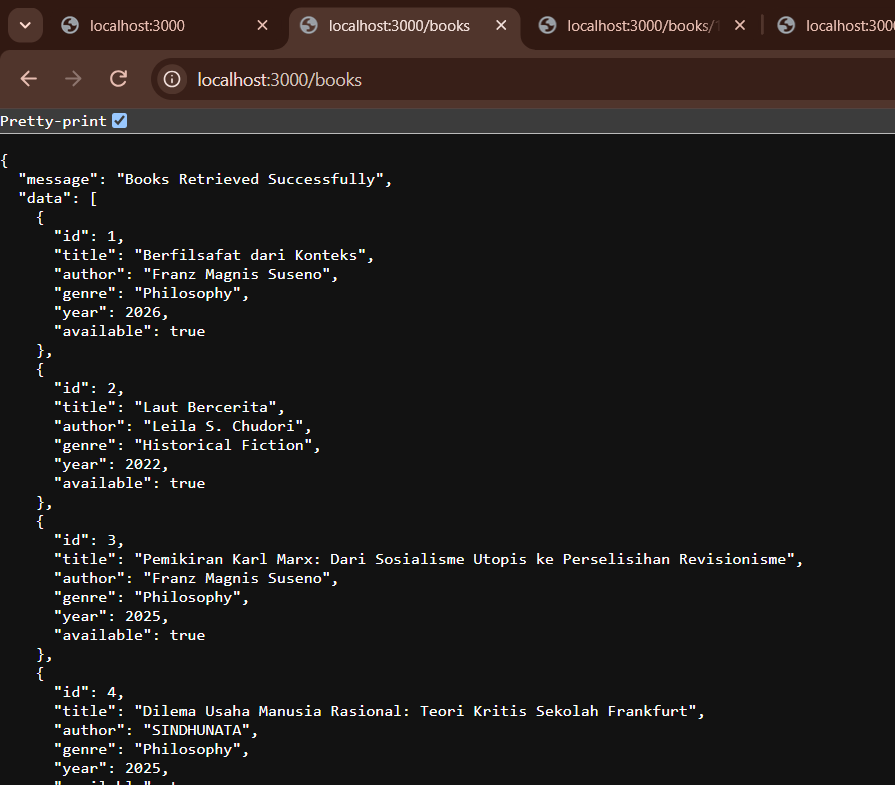 localhost:3000
localhost:3000/books
localhost:3000/books/
localhost:300
localhost:3000/books
Pretty-print
{
"message": "Books Retrieved Successfully",
"data": [
{
"id": 1,
"title": "Berfilsafat dari Konteks",
"author": "Franz Magnis Suseno",
"genre": "Philosophy",
"year": 2026,
"available": true
},
{
"id": 2,
"title": "Laut Bercerita",
"author": "Leila S. Chudori",
"genre": "Historical Fiction",
"year": 2022,
"available": true
},
{
"id": 3,
"title": "Pemikiran Karl Marx: Dari Sosialisme Utopis ke Perselisihan Revisionisme",
"author": "Franz Magnis Suseno",
"genre": "Philosophy",
"year": 2025,
"available": true
},
{
"id": 4,
"title": "Dilema Usaha Manusia Rasional: Teori Kritis Sekolah Frankfurt",
"author": "SINDHUNATA",
"genre": "Philosophy",
"year": 2025,